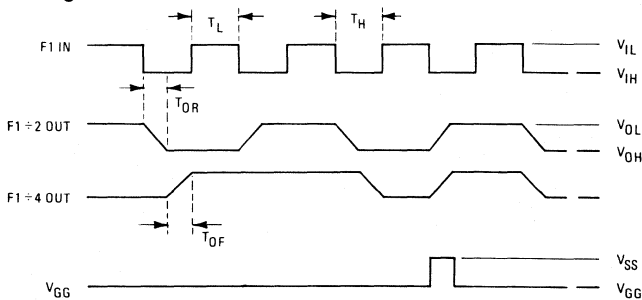 T_L
T_H
F1 IN
V_IL
V_IH
T_OR
F1÷2 OUT
V_OL
V_OH
F1÷4 OUT
T_OF
V_SS
V_GG
V_GG